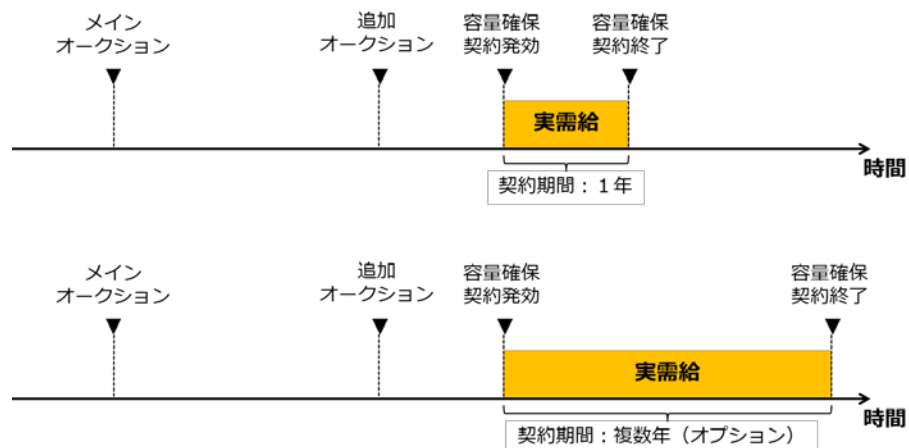 メイン
オークション
追加
オークション
容量確保
契約発効
容量確保
契約終了
実需給
時間
契約期間：１年
メイン
オークション
追加
オークション
容量確保
契約発効
容量確保
契約終了
実需給
時間
契約期間：複数年（オプション）